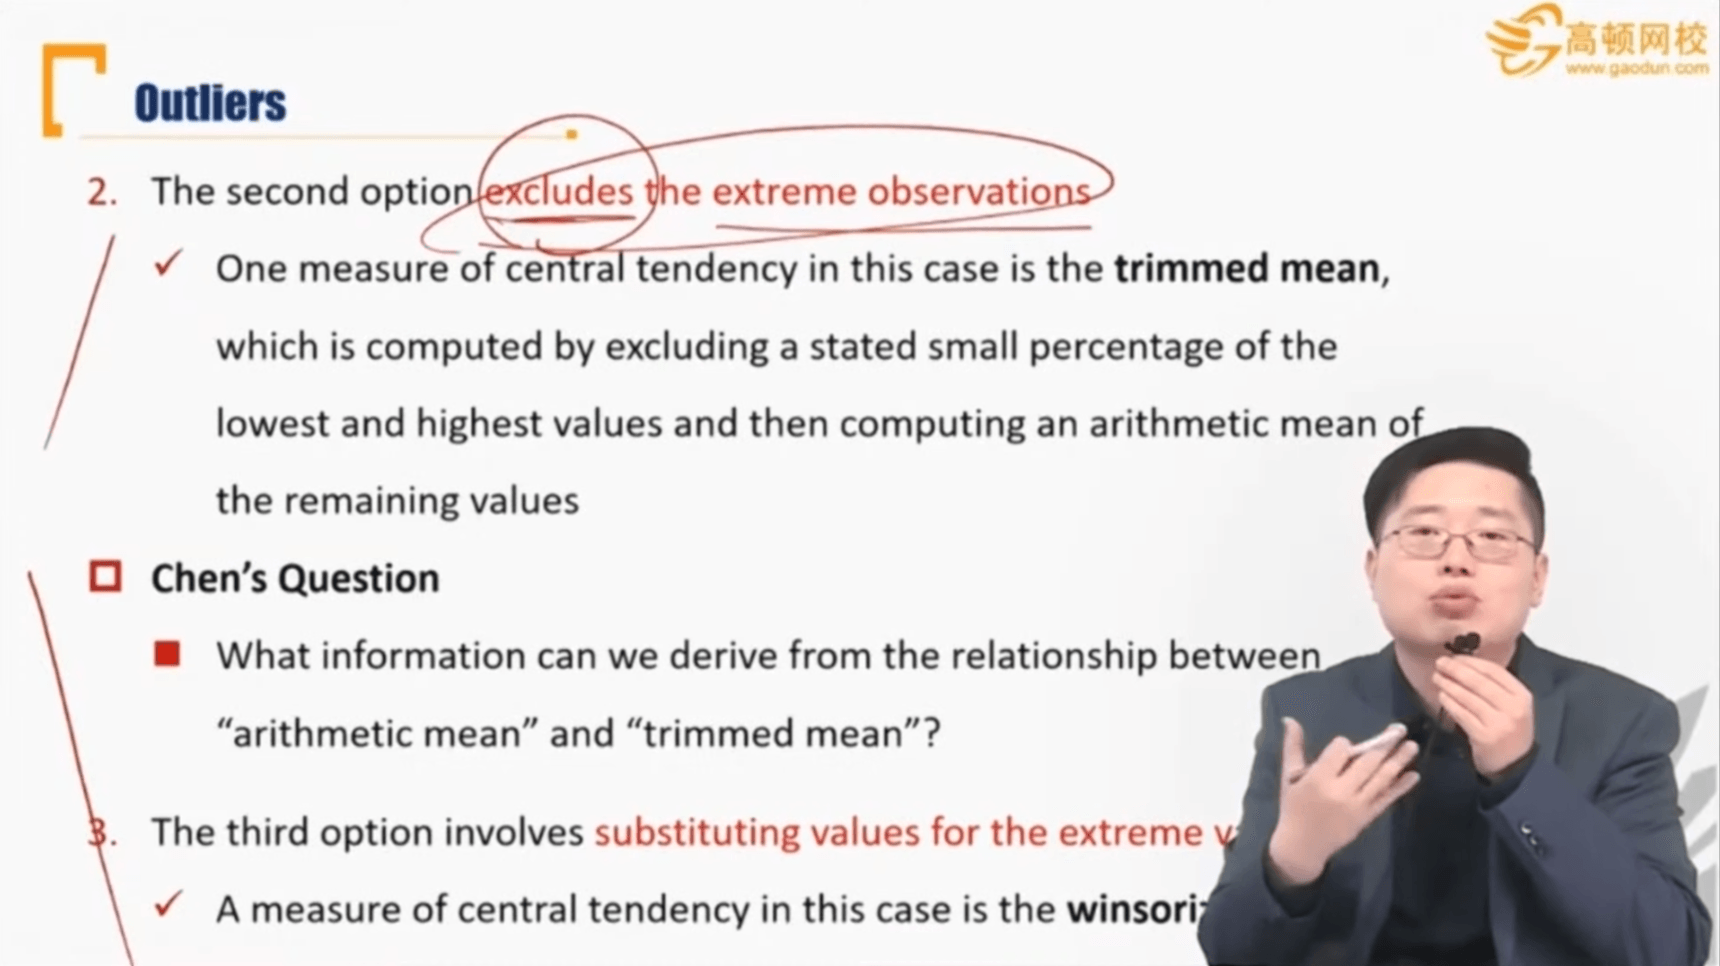 高顿网校
www.gaodun.com
Outliers
2. The second option excludes the extreme observations
✓ One measure of central tendency in this case is the trimmed mean,
which is computed by excluding a stated small percentage of the
lowest and highest values and then computing an arithmetic mean of
the remaining values
Chen’s Question
What information can we derive from the relationship between
“arithmetic mean” and “trimmed mean”?
3. The third option involves substituting values for the extreme
✓ A measure of central tendency in this case is the